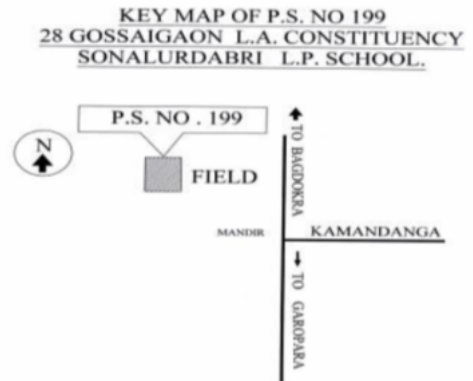 KEY MAP OF P.S. NO 199
28 GOSSAIGAON L.A. CONSTITUENCY
SONALURDABRI L.P. SCHOOL.
P.S. NO . 199
N
FIELD
TO BAGDOKRA
MANDIR
KAMANDANGA
TO GAROPARA